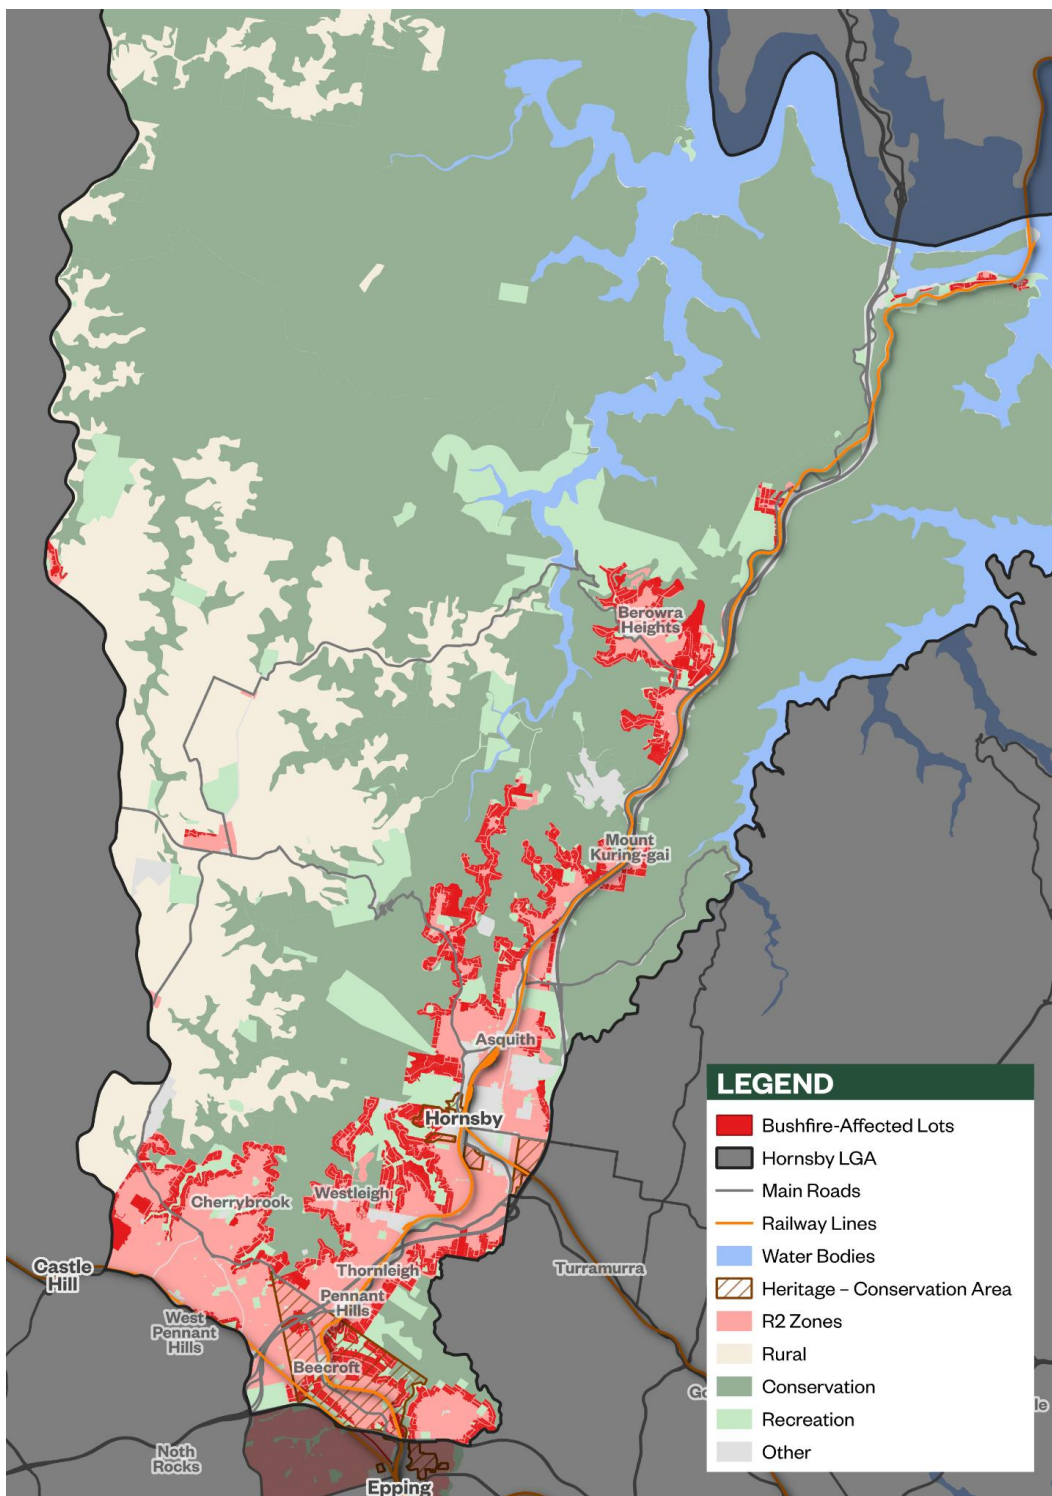 Berowra
Heights
Mount
Kuring-gai
Asquith
Hornsby
Cherrybrook
Westleigh
Castle
Hill
Thornleigh
Turramurra
Pennant
Hills
West
Pennant
Hills
Beecroft
Noth
Rocks
Epping
LEGEND
Bushfire-Affected Lots
Hornsby LGA
Main Roads
Railway Lines
Water Bodies
Heritage – Conservation Area
R2 Zones
Rural
Conservation
Recreation
Other